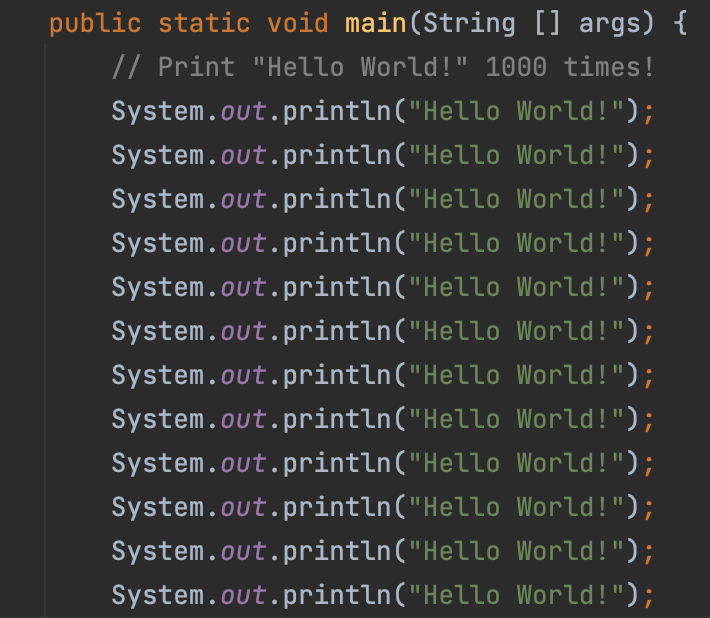 public static void main(String [] args) {
// Print "Hello World!" 1000 times!
System.out.println("Hello World!");
System.out.println("Hello World!");
System.out.println("Hello World!");
System.out.println("Hello World!");
System.out.println("Hello World!");
System.out.println("Hello World!");
System.out.println("Hello World!");
System.out.println("Hello World!");
System.out.println("Hello World!");
System.out.println("Hello World!");
System.out.println("Hello World!");
System.out.println("Hello World!");